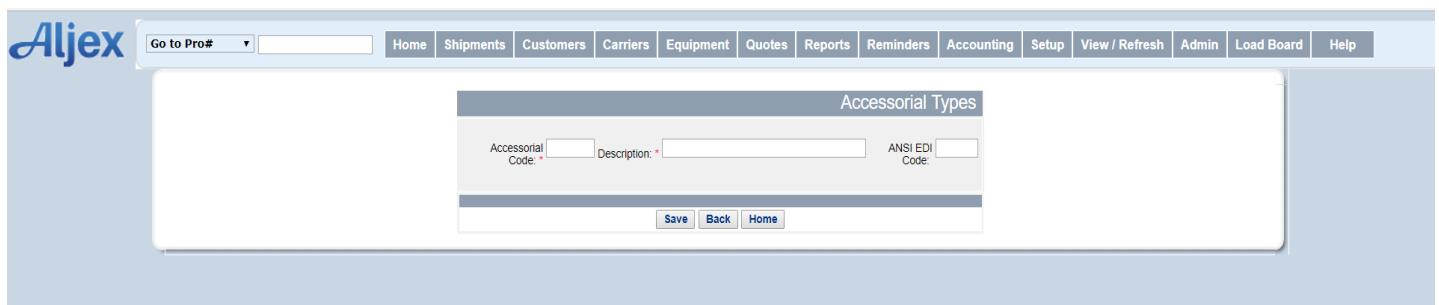 Aljex
Go to Pro# Home Shipments Customers Carriers Equipment Quotes Reports Reminders Accounting Setup View / Refresh Admin Load Board Help
Accessorial Types
Accessorial
Code: *
Description: *
ANSI EDI
Code:
Save Back Home